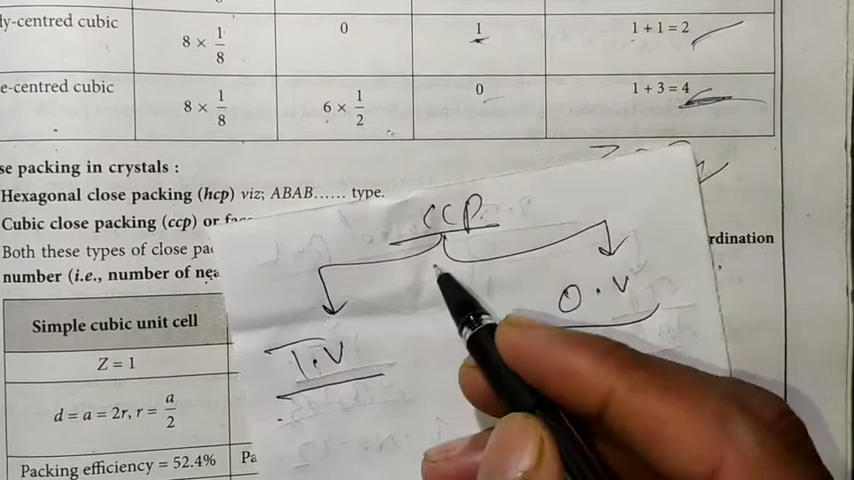 ly-centred cubic 8 × 1/8 0 1 1 + 1 = 2
e-centred cubic 8 × 1/8 6 × 1/2 0 1 + 3 = 4
se packing in crystals :
Hexagonal close packing (hcp) viz; ABAB...... type.
Cubic close packing (ccp) or
Both these types of close pa rdination
number (i.e., number of nea
CCP
T.V O.V
Simple cubic unit cell
Z = 1
d = a = 2r, r = a/2
Packing efficiency = 52.4% Pa